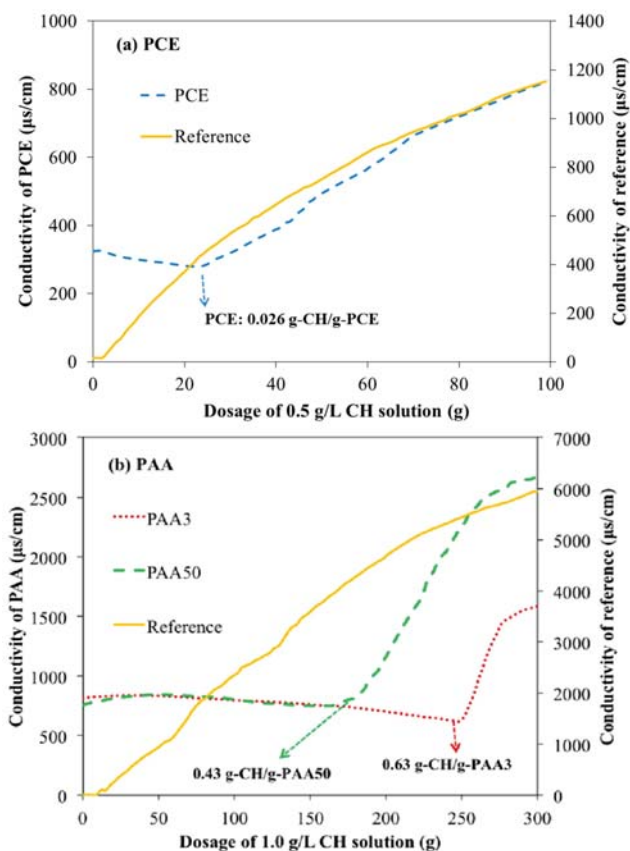 (a) PCE
Conductivity of PCE (µs/cm)
1000
800
600
400
200
0
PCE
Reference
PCE: 0.026 g-CH/g-PCE
1400
1200
1000
800
600
400
200
0
Conductivity of reference (µs/cm)
0 20 40 60 80 100
Dosage of 0.5 g/L CH solution (g)
(b) PAA
Conductivity of PAA (µs/cm)
3000
2500
2000
1500
1000
500
0
PAA3
PAA50
Reference
0.43 g-CH/g-PAA50
0.63 g-CH/g-PAA3
7000
6000
5000
4000
3000
2000
1000
0
Conductivity of reference (µs/cm)
0 50 100 150 200 250 300
Dosage of 1.0 g/L CH solution (g)